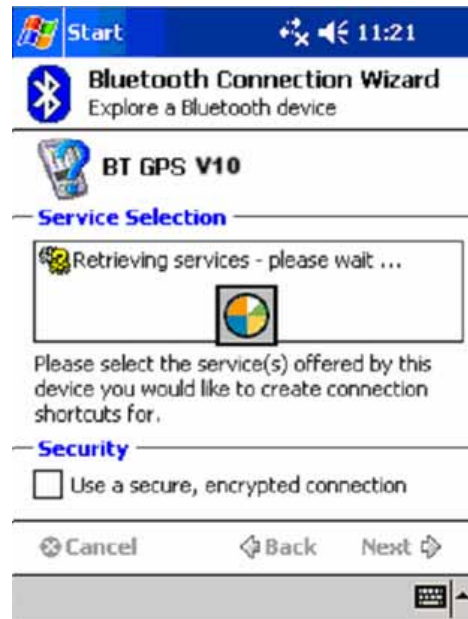 Start 11:21
Bluetooth Connection Wizard
Explore a Bluetooth device
BT GPS V10
Service Selection
Retrieving services - please wait ...
Please select the service(s) offered by this
device you would like to create connection
shortcuts for.
Security
Use a secure, encrypted connection
Cancel Back Next